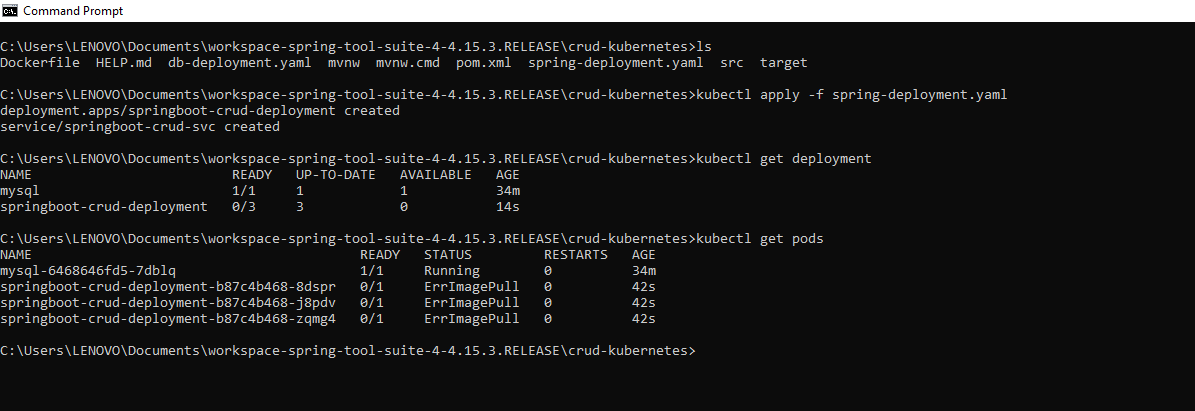 Command Prompt
C:\Users\LENOVO\Documents\workspace-spring-tool-suite-4-4.15.3.RELEASE\crud-kubernetes>ls
Dockerfile  HELP.md  db-deployment.yaml  mvnw  mvnw.cmd  pom.xml  spring-deployment.yaml  src  target
C:\Users\LENOVO\Documents\workspace-spring-tool-suite-4-4.15.3.RELEASE\crud-kubernetes>kubectl apply -f spring-deployment.yaml
deployment.apps/springboot-crud-deployment created
service/springboot-crud-svc created
C:\Users\LENOVO\Documents\workspace-spring-tool-suite-4-4.15.3.RELEASE\crud-kubernetes>kubectl get deployment
NAME                         READY   UP-TO-DATE   AVAILABLE   AGE
mysql                        1/1     1            1           34m
springboot-crud-deployment   0/3     3            0           14s
C:\Users\LENOVO\Documents\workspace-spring-tool-suite-4-4.15.3.RELEASE\crud-kubernetes>kubectl get pods
NAME                                         READY   STATUS         RESTARTS   AGE
mysql-6468646fd5-7dblq                       1/1     Running        0          34m
springboot-crud-deployment-b87c4b468-8dspr   0/1     ErrImagePull   0          42s
springboot-crud-deployment-b87c4b468-j8pdv   0/1     ErrImagePull   0          42s
springboot-crud-deployment-b87c4b468-zqmg4   0/1     ErrImagePull   0          42s
C:\Users\LENOVO\Documents\workspace-spring-tool-suite-4-4.15.3.RELEASE\crud-kubernetes>